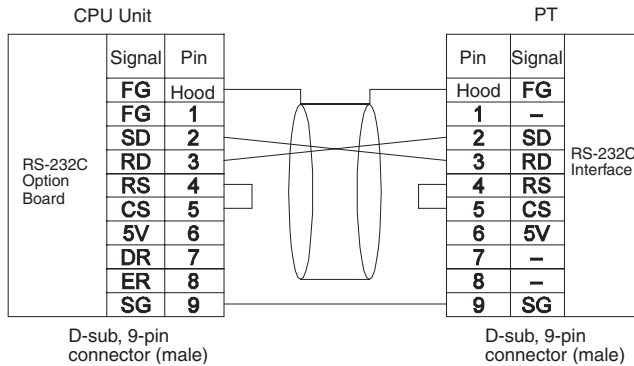 CPU Unit
PT
Signal Pin
Pin Signal
FG Hood
Hood FG
FG 1
1 –
SD 2
2 SD
RD 3
3 RD
RS 4
4 RS
CS 5
5 CS
5V 6
6 5V
DR 7
7 –
ER 8
8 –
SG 9
9 SG
RS-232C
Option
Board
RS-232C
Interface
D-sub, 9-pin
connector (male)
D-sub, 9-pin
connector (male)